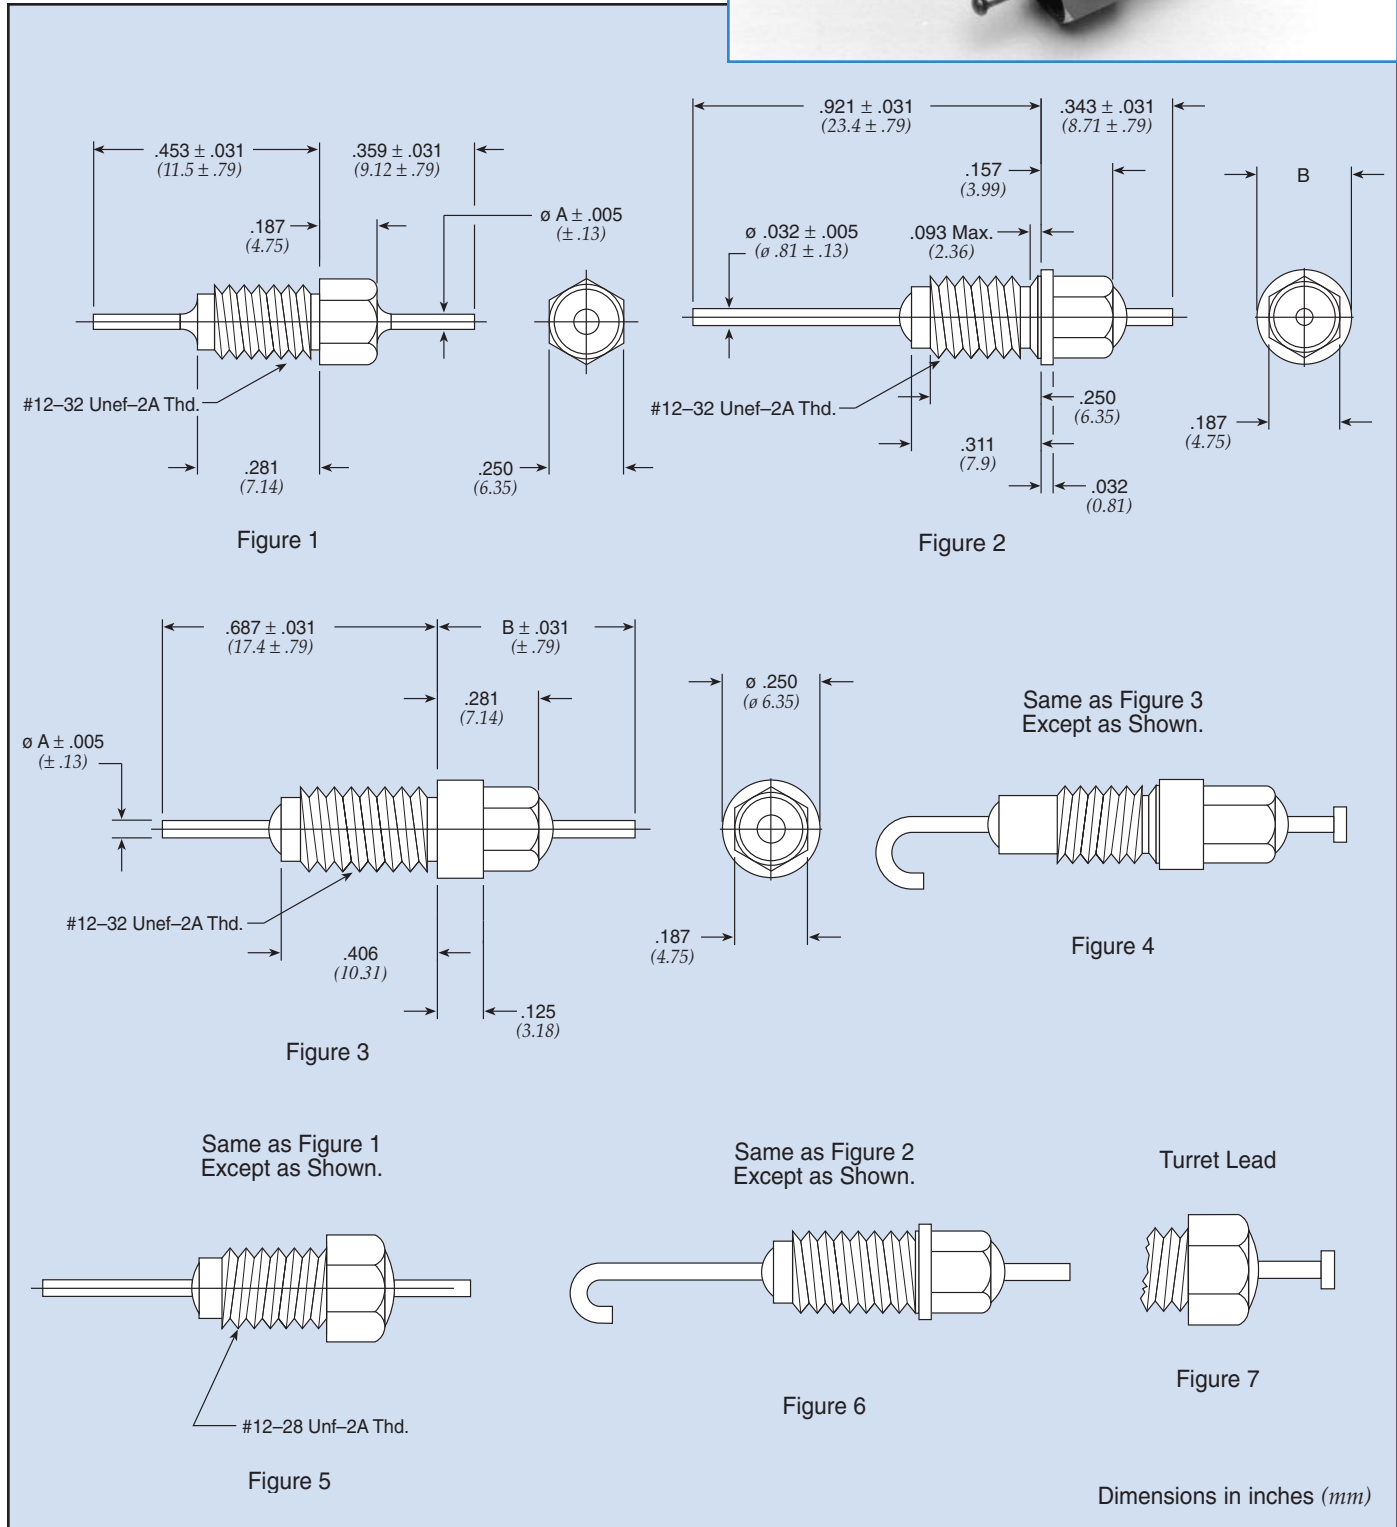 .453 ± .031
(11.5 ± .79)
.359 ± .031
(9.12 ± .79)
.187
(4.75)
ø A ± .005
(± .13)
#12–32 Unef–2A Thd.
.281
(7.14)
.250
(6.35)
Figure 1
.921 ± .031
(23.4 ± .79)
.343 ± .031
(8.71 ± .79)
.157
(3.99)
B
ø .032 ± .005
(ø .81 ± .13)
.093 Max.
(2.36)
#12–32 Unef–2A Thd.
.250
(6.35)
.187
(4.75)
.311
(7.9)
.032
(0.81)
Figure 2
.687 ± .031
(17.4 ± .79)
B ± .031
(± .79)
.281
(7.14)
ø .250
(ø 6.35)
ø A ± .005
(± .13)
#12–32 Unef–2A Thd.
.406
(10.31)
.187
(4.75)
.125
(3.18)
Figure 3
Same as Figure 3
Except as Shown.
Figure 4
Same as Figure 1
Except as Shown.
#12–28 Unf–2A Thd.
Figure 5
Same as Figure 2
Except as Shown.
Figure 6
Turret Lead
Figure 7
Dimensions in inches (mm)